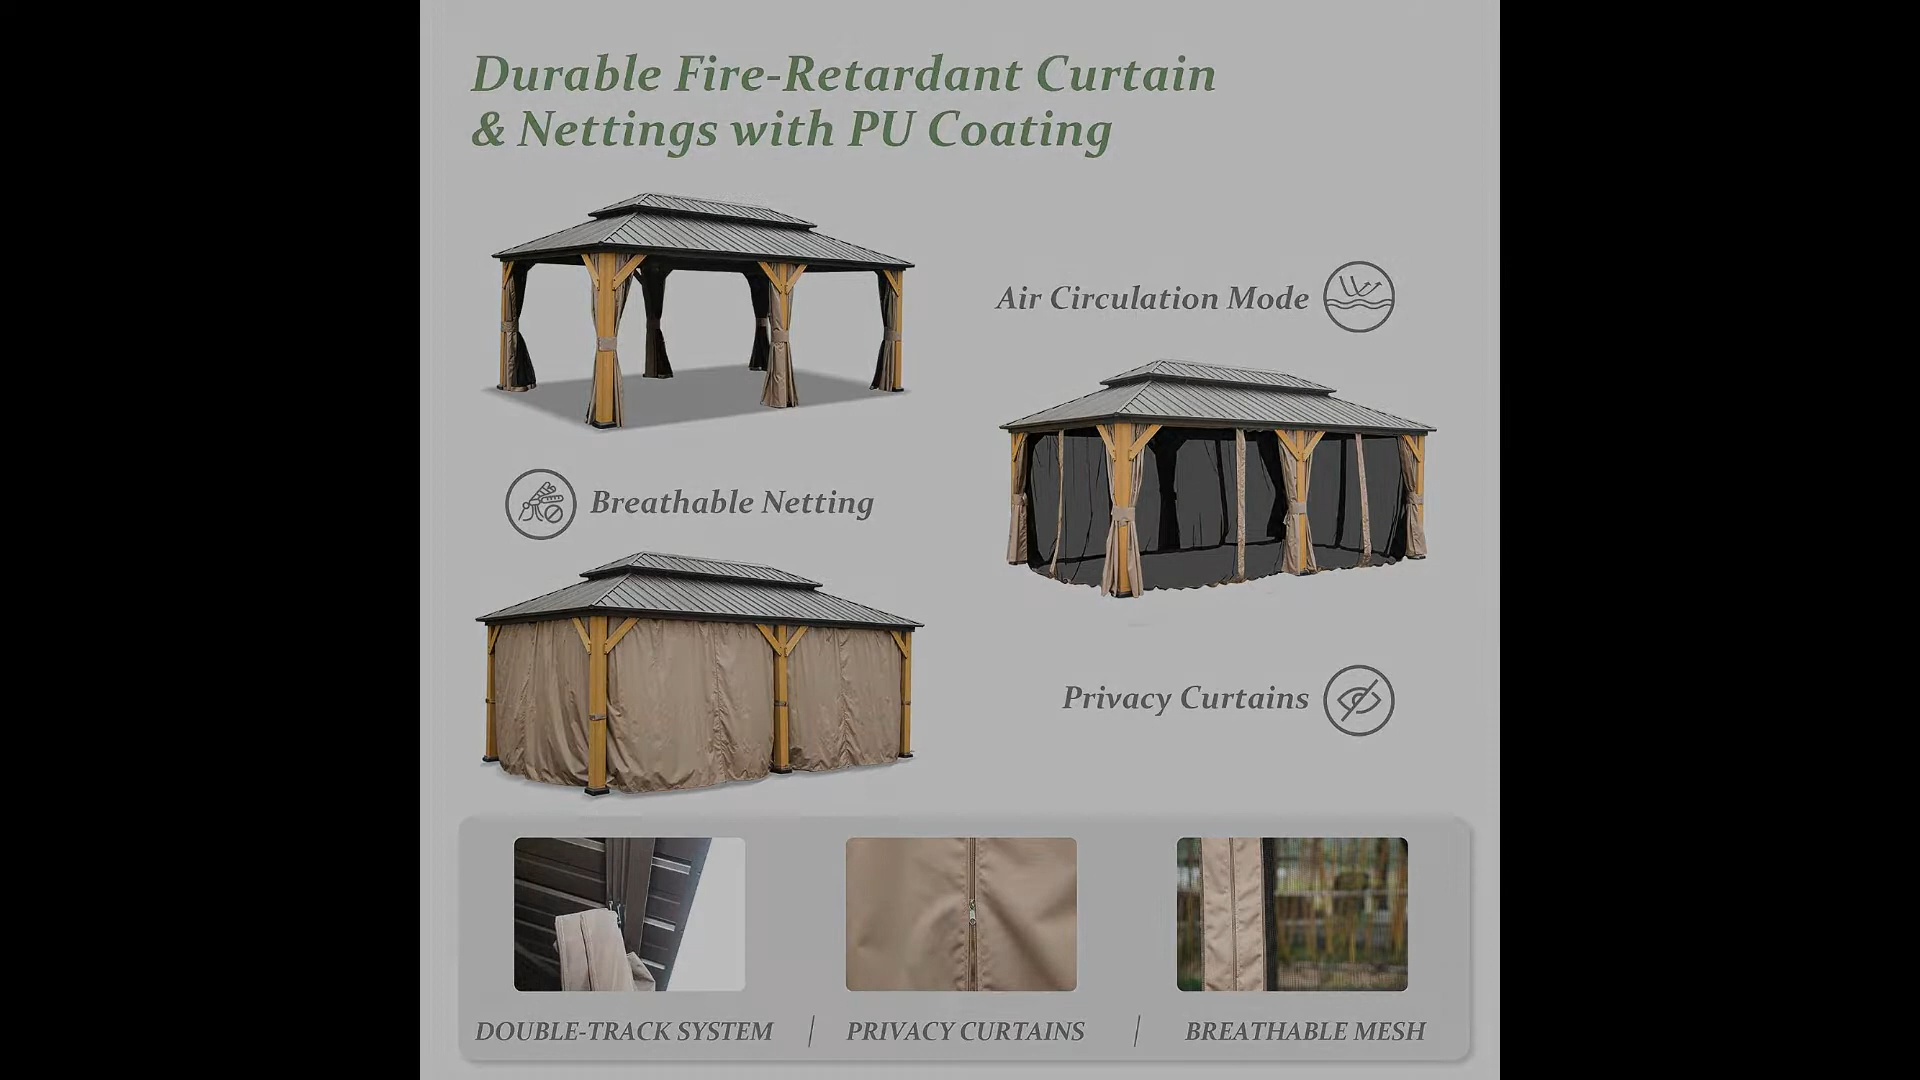 Durable Fire-Retardant Curtain
& Nettings with PU Coating
Air Circulation Mode
Breathable Netting
Privacy Curtains
DOUBLE-TRACK SYSTEM | PRIVACY CURTAINS | BREATHABLE MESH